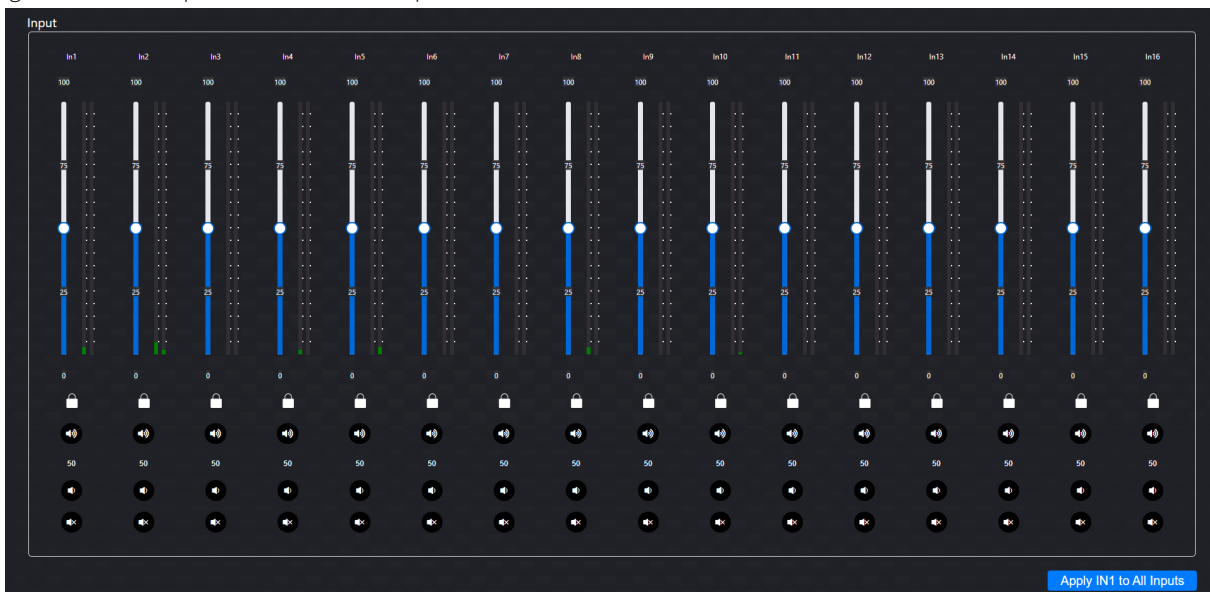 Input
In1 In2 In3 In4 In5 In6 In7 In8 In9 In10 In11 In12 In13 In14 In15 In16
100 100 100 100 100 100 100 100 100 100 100 100 100 100 100 100
75 75 75 75 75 75 75 75 75 75 75 75 75 75 75 75
25 25 25 25 25 25 25 25 25 25 25 25 25 25 25 25
0 0 0 0 0 0 0 0 0 0 0 0 0 0 0 0
50 50 50 50 50 50 50 50 50 50 50 50 50 50 50 50
Apply IN1 to All Inputs